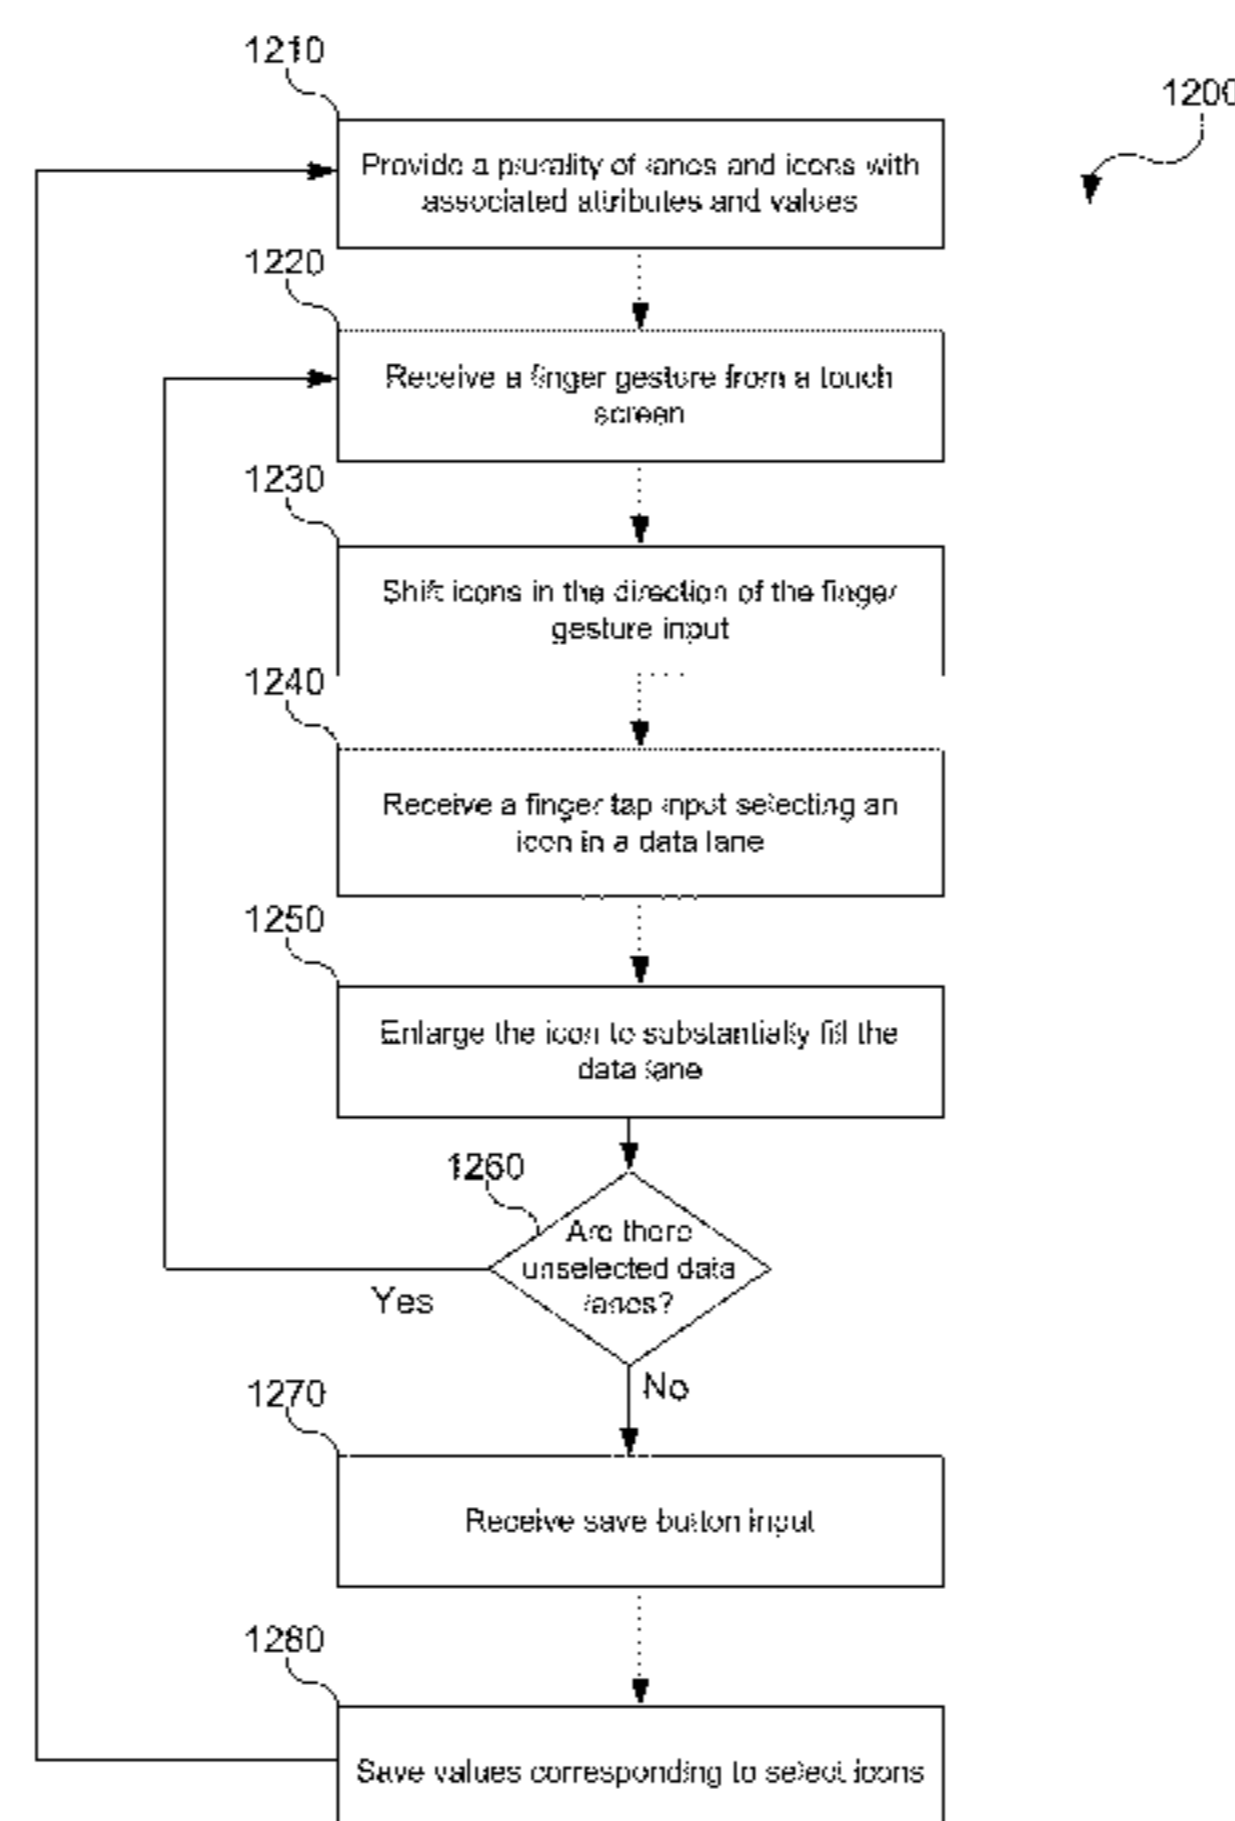 1210
1200
Provide a plurality of lanes and icons with
associated attributes and values
1220
Receive a finger gesture from a touch
screen
1230
Shift icons in the direction of the finger
gesture input
1240
Receive a finger tap input selecting an
icon in a data lane
1250
Enlarge the icon to substantially fill the
data lane
1260
Are there
unselected data
lanes?
Yes
No
1270
Receive save button input
1280
Save values corresponding to select icons